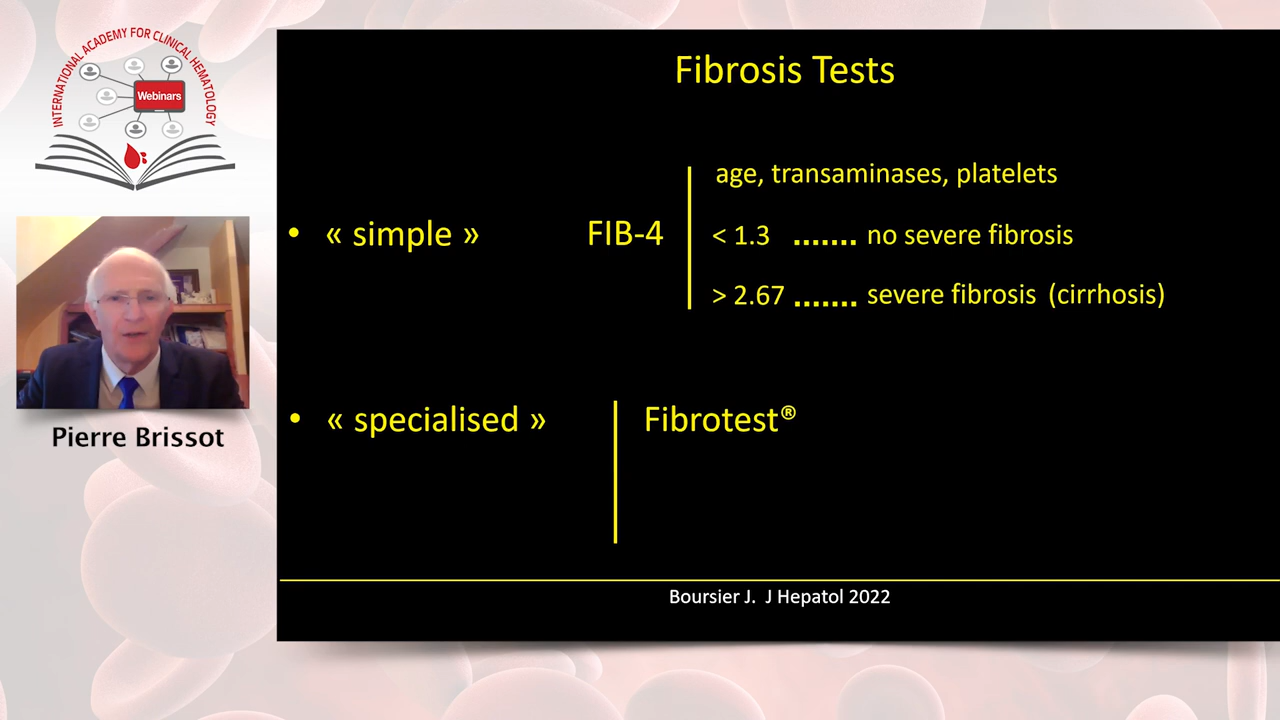 INTERNATIONAL ACADEMY FOR CLINICAL HEMATOLOGY
Webinars
Pierre Brissot
Fibrosis Tests
• « simple »
FIB-4
age, transaminases, platelets
< 1.3 ....... no severe fibrosis
> 2.67 ....... severe fibrosis (cirrhosis)
• « specialised »
Fibrotest®
Boursier J. J Hepatol 2022